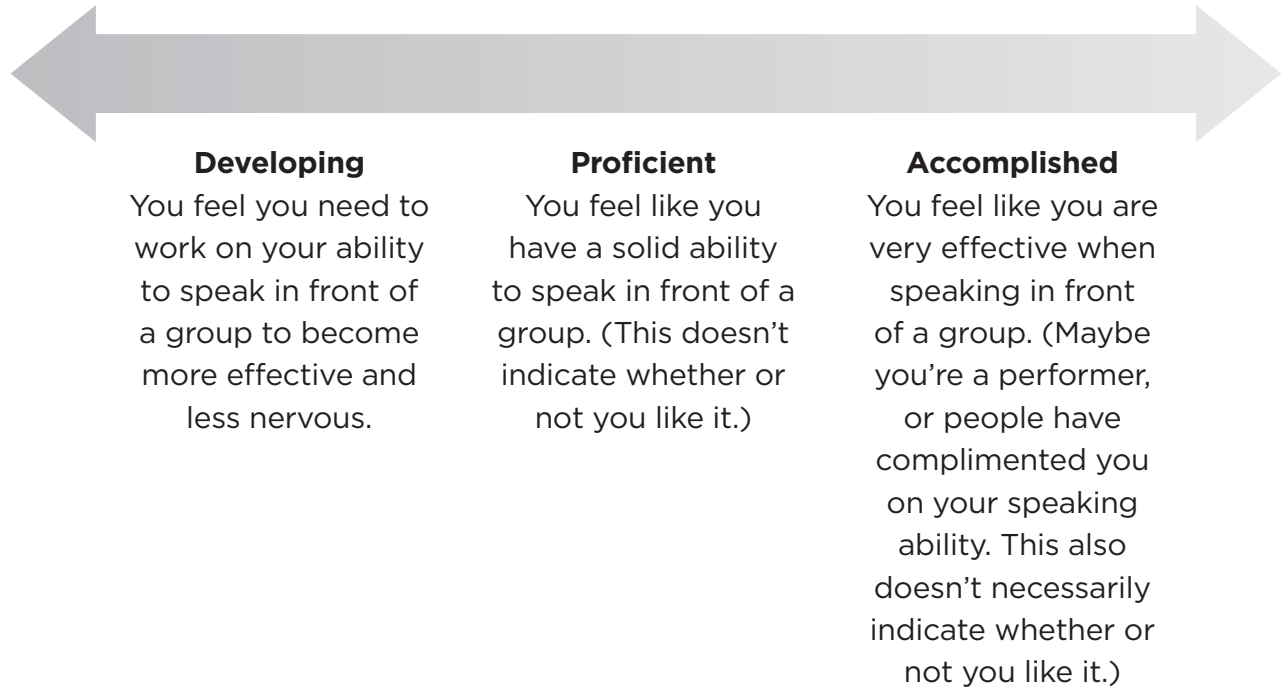 Developing
You feel you need to
work on your ability
to speak in front of
a group to become
more effective and
less nervous.
Proficient
You feel like you
have a solid ability
to speak in front of a
group. (This doesn’t
indicate whether or
not you like it.)
Accomplished
You feel like you are
very effective when
speaking in front
of a group. (Maybe
you’re a performer,
or people have
complimented you
on your speaking
ability. This also
doesn’t necessarily
indicate whether or
not you like it.)